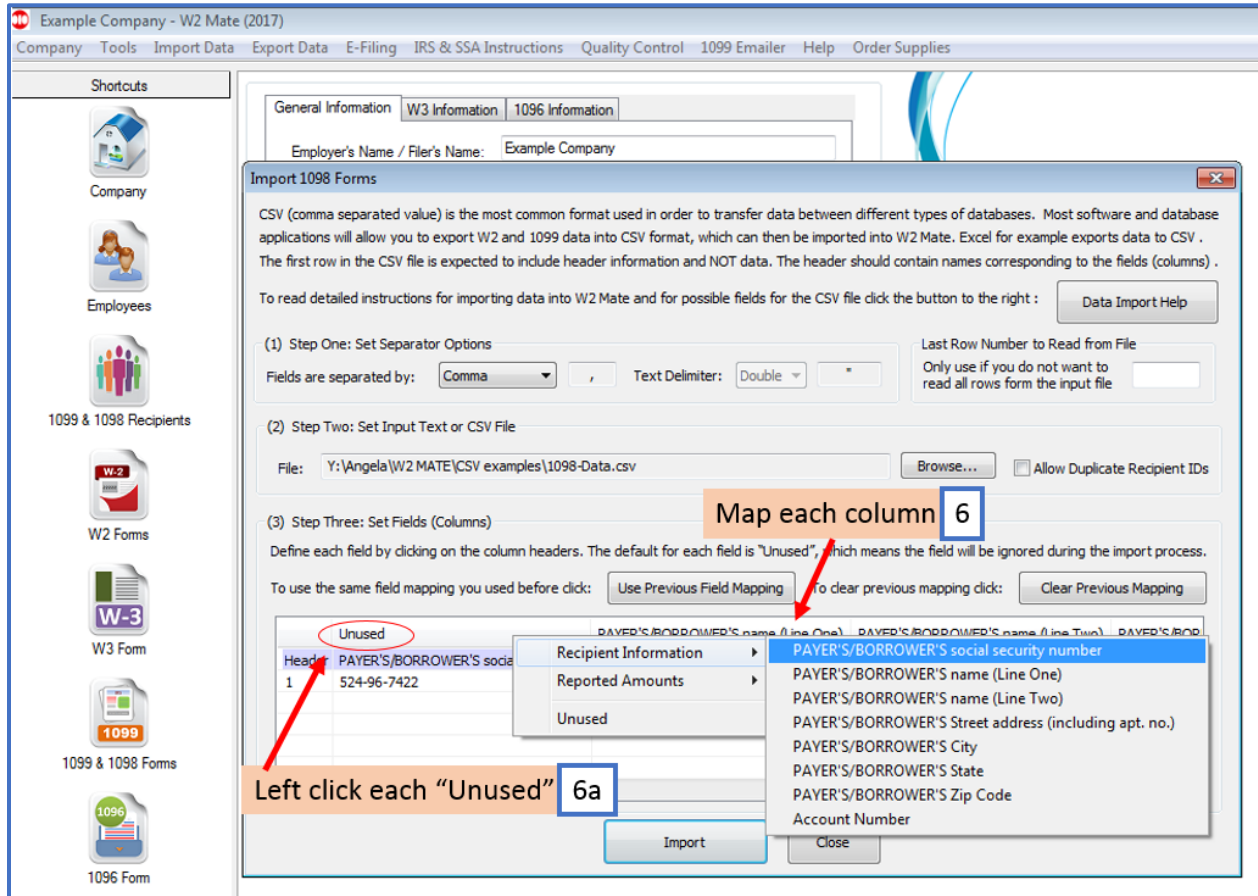 Example Company - W2 Mate (2017)
Company Tools Import Data Export Data E-Filing IRS & SSA Instructions Quality Control 1099 Emailer Help Order Supplies
Shortcuts
Company
Employees
1099 & 1098 Recipients
W-2
W2 Forms
W-3
W3 Form
1099
1099 & 1098 Forms
1096
1096 Form
General Information W3 Information 1096 Information
Employer's Name / Filer's Name: Example Company
Import 1098 Forms
CSV (comma separated value) is the most common format used in order to transfer data between different types of databases. Most software and database
applications will allow you to export W2 and 1099 data into CSV format, which can then be imported into W2 Mate. Excel for example exports data to CSV .
The first row in the CSV file is expected to include header information and NOT data. The header should contain names corresponding to the fields (columns) .
To read detailed instructions for importing data into W2 Mate and for possible fields for the CSV file click the button to the right : Data Import Help
(1) Step One: Set Separator Options
Fields are separated by: Comma , Text Delimiter: Double "
Last Row Number to Read from File
Only use if you do not want to
read all rows form the input file
(2) Step Two: Set Input Text or CSV File
File: Y:\Angela\W2 MATE\CSV examples\1098-Data.csv Browse... Allow Duplicate Recipient IDs
Map each column 6
(3) Step Three: Set Fields (Columns)
Define each field by clicking on the column headers. The default for each field is "Unused", which means the field will be ignored during the import process.
To use the same field mapping you used before click: Use Previous Field Mapping To clear previous mapping click: Clear Previous Mapping
Unused PAYER'S/BORROWER'S name (Line One) PAYER'S/BORROWER'S name (Line Two) PAYER'S/BOR
Header PAYER'S/BORROWER'S socia
1 524-96-7422
Recipient Information
Reported Amounts
Unused
PAYER'S/BORROWER'S social security number
PAYER'S/BORROWER'S name (Line One)
PAYER'S/BORROWER'S name (Line Two)
PAYER'S/BORROWER'S Street address (including apt. no.)
PAYER'S/BORROWER'S City
PAYER'S/BORROWER'S State
PAYER'S/BORROWER'S Zip Code
Account Number
Left click each “Unused” 6a
Import Close